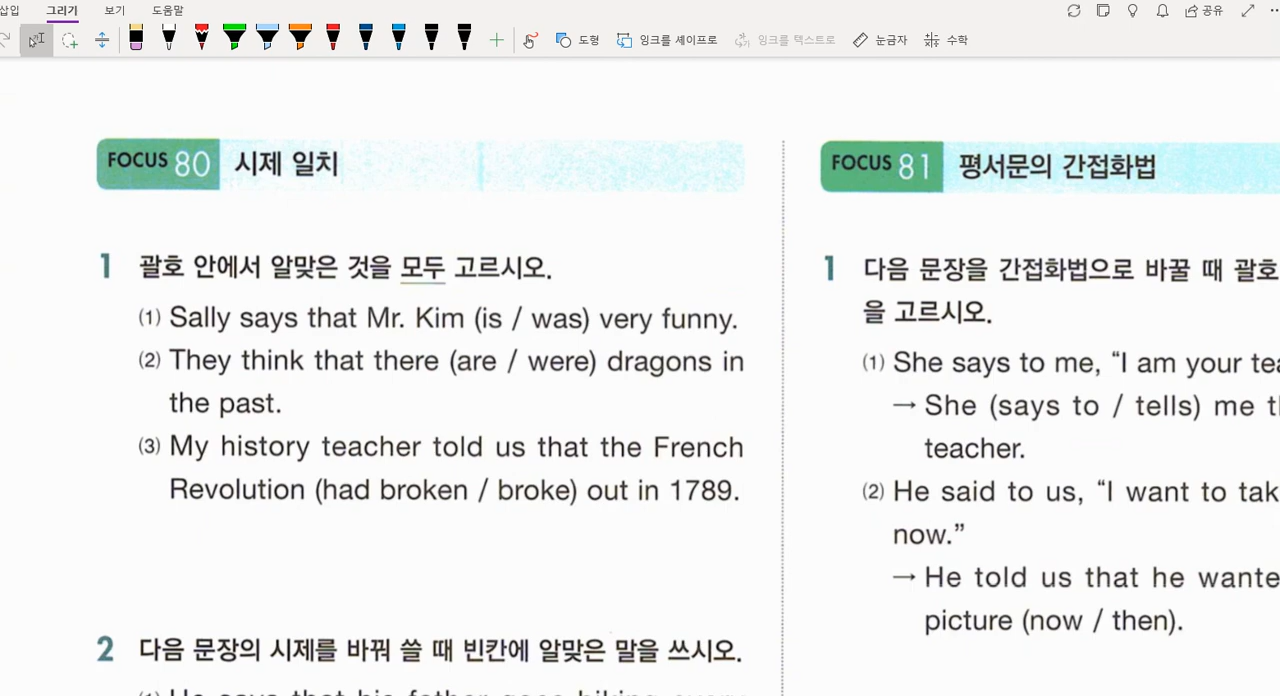 삽입 그리기 보기 도움말
공유
도형 잉크를 셰이프로 잉크를 텍스트로 눈금자 수학
FOCUS 80 시제 일치
1 괄호 안에서 알맞은 것을 모두 고르시오.
(1) Sally says that Mr. Kim (is / was) very funny.
(2) They think that there (are / were) dragons in
the past.
(3) My history teacher told us that the French
Revolution (had broken / broke) out in 1789.
2 다음 문장의 시제를 바꿔 쓸 때 빈칸에 알맞은 말을 쓰시오.
(1) He says that his father goes hiking every
FOCUS 81 평서문의 간접화법
1 다음 문장을 간접화법으로 바꿀 때 괄호
을 고르시오.
(1) She says to me, “I am your tea
→ She (says to / tells) me th
teacher.
(2) He said to us, “I want to tak
now.”
→ He told us that he wante
picture (now / then).